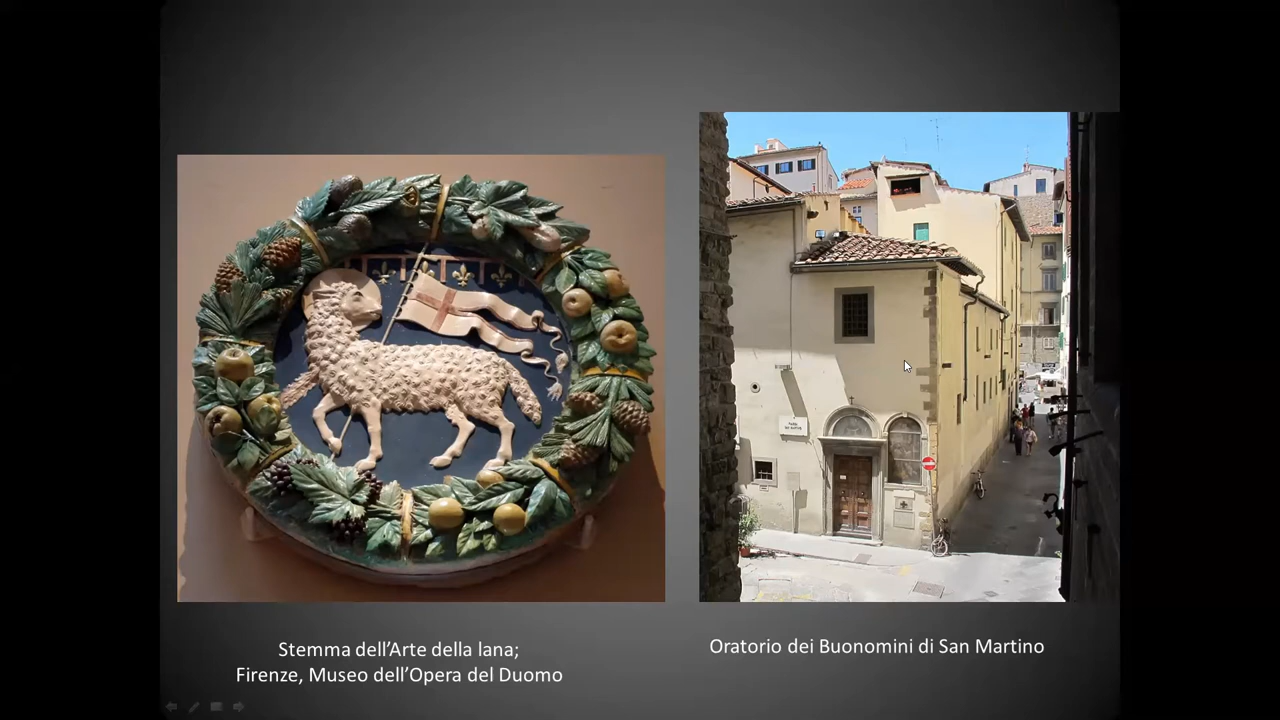 Stemma dell'Arte della lana;
Firenze, Museo dell'Opera del Duomo
Oratorio dei Buonomini di San Martino